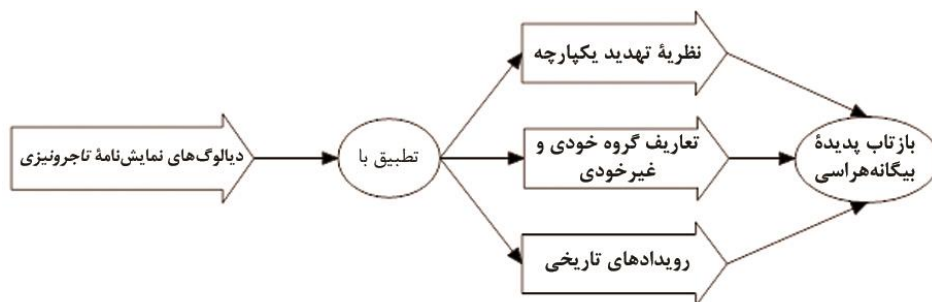 دیالوگ‌های نمایش‌نامهٔ تاجرونیزی
تطبیق با
نظریهٔ تهدید یکپارچه
تعاریف گروه خودی و
غیرخودی
رویدادهای تاریخی
بازتاب پدیدهٔ
بیگانه‌هراسی